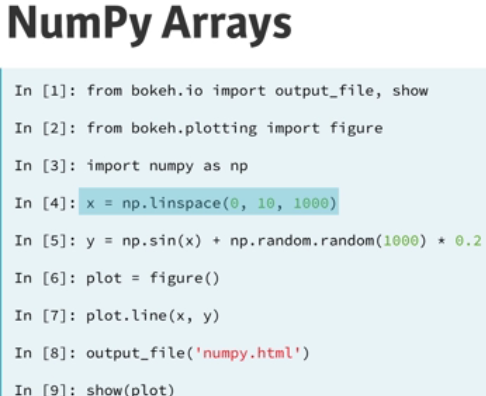 NumPy Arrays
In [1]: from bokeh.io import output_file, show
In [2]: from bokeh.plotting import figure
In [3]: import numpy as np
In [4]: x = np.linspace(0, 10, 1000)
In [5]: y = np.sin(x) + np.random.random(1000) * 0.2
In [6]: plot = figure()
In [7]: plot.line(x, y)
In [8]: output_file('numpy.html')
In [9]: show(plot)